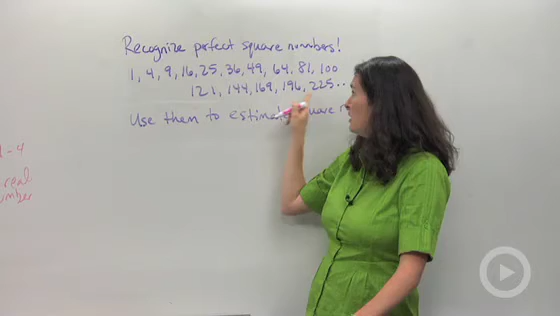 Recognize perfect square numbers!
1, 4, 9, 16, 25, 36, 49, 64, 81, 100
121, 144, 169, 196, 225..
Use them to
- 4
real